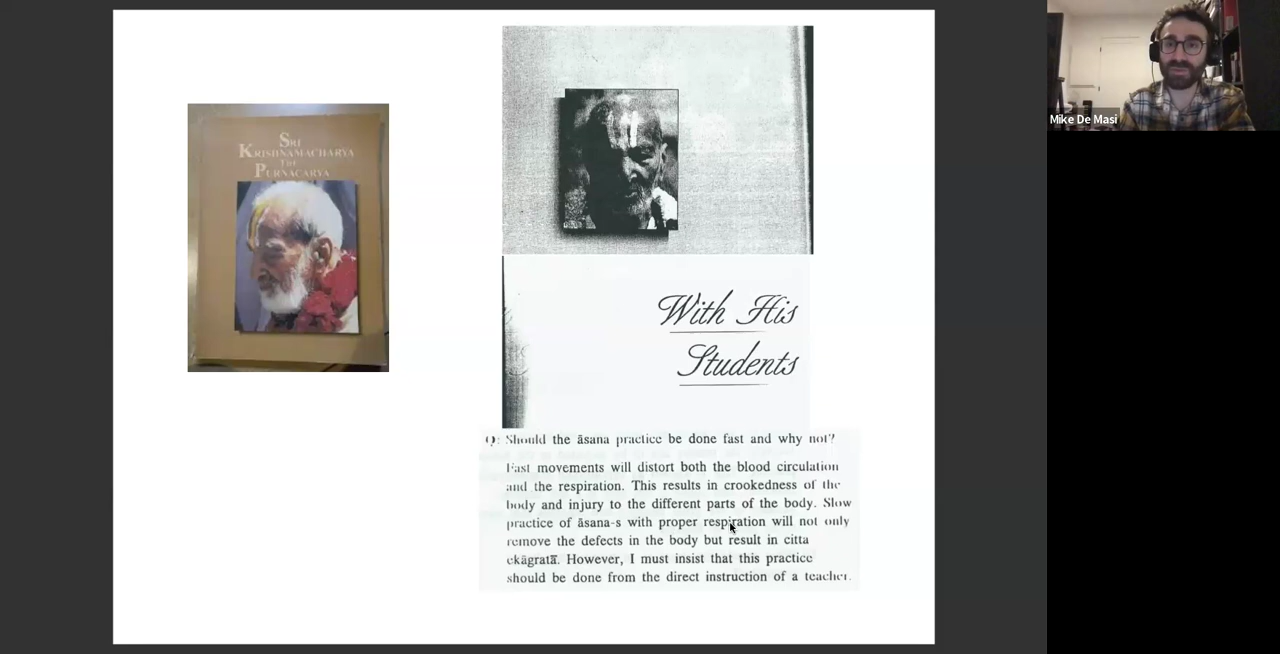 SRI
KRISHNAMACHARYA
THE
PURNACARYA
With His
Students
Q: Should the āsana practice be done fast and why not?
Fast movements will distort both the blood circulation
and the respiration. This results in crookedness of the
body and injury to the different parts of the body. Slow
practice of āsana-s with proper respiration will not only
remove the defects in the body but result in citta
ekāgratā. However, I must insist that this practice
should be done from the direct instruction of a teacher.
Mike De Masi